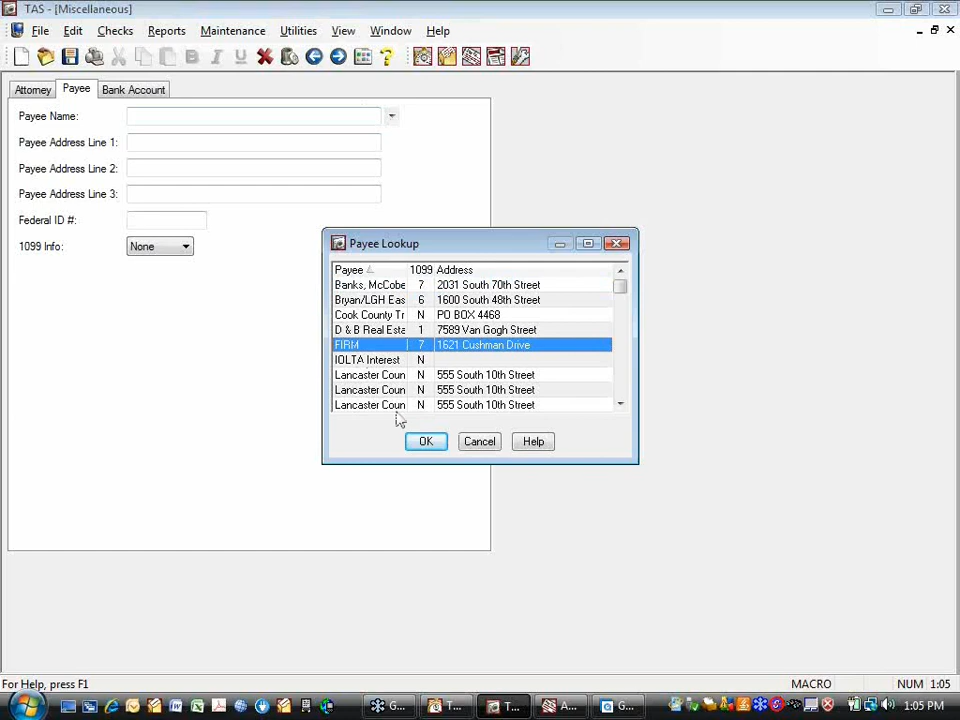 TAS - [Miscellaneous]
File Edit Checks Reports Maintenance Utilities View Window Help
Attorney Payee Bank Account
Payee Name:
Payee Address Line 1:
Payee Address Line 2:
Payee Address Line 3:
Federal ID #:
1099 Info: None
Payee Lookup
Payee 1099 Address
Banks, McCobe 7 2031 South 70th Street
Bryan/LGH Eas 6 1600 South 48th Street
Cook County Tr N PO BOX 4468
D & B Real Esta 1 7589 Van Gogh Street
FIRM 7 1621 Cushman Drive
IOLTA Interest N
Lancaster Coun N 555 South 10th Street
Lancaster Coun N 555 South 10th Street
Lancaster Coun N 555 South 10th Street
OK Cancel Help
For Help, press F1 MACRO NUM 1:05
G... T... T... A... G... 1:05 PM